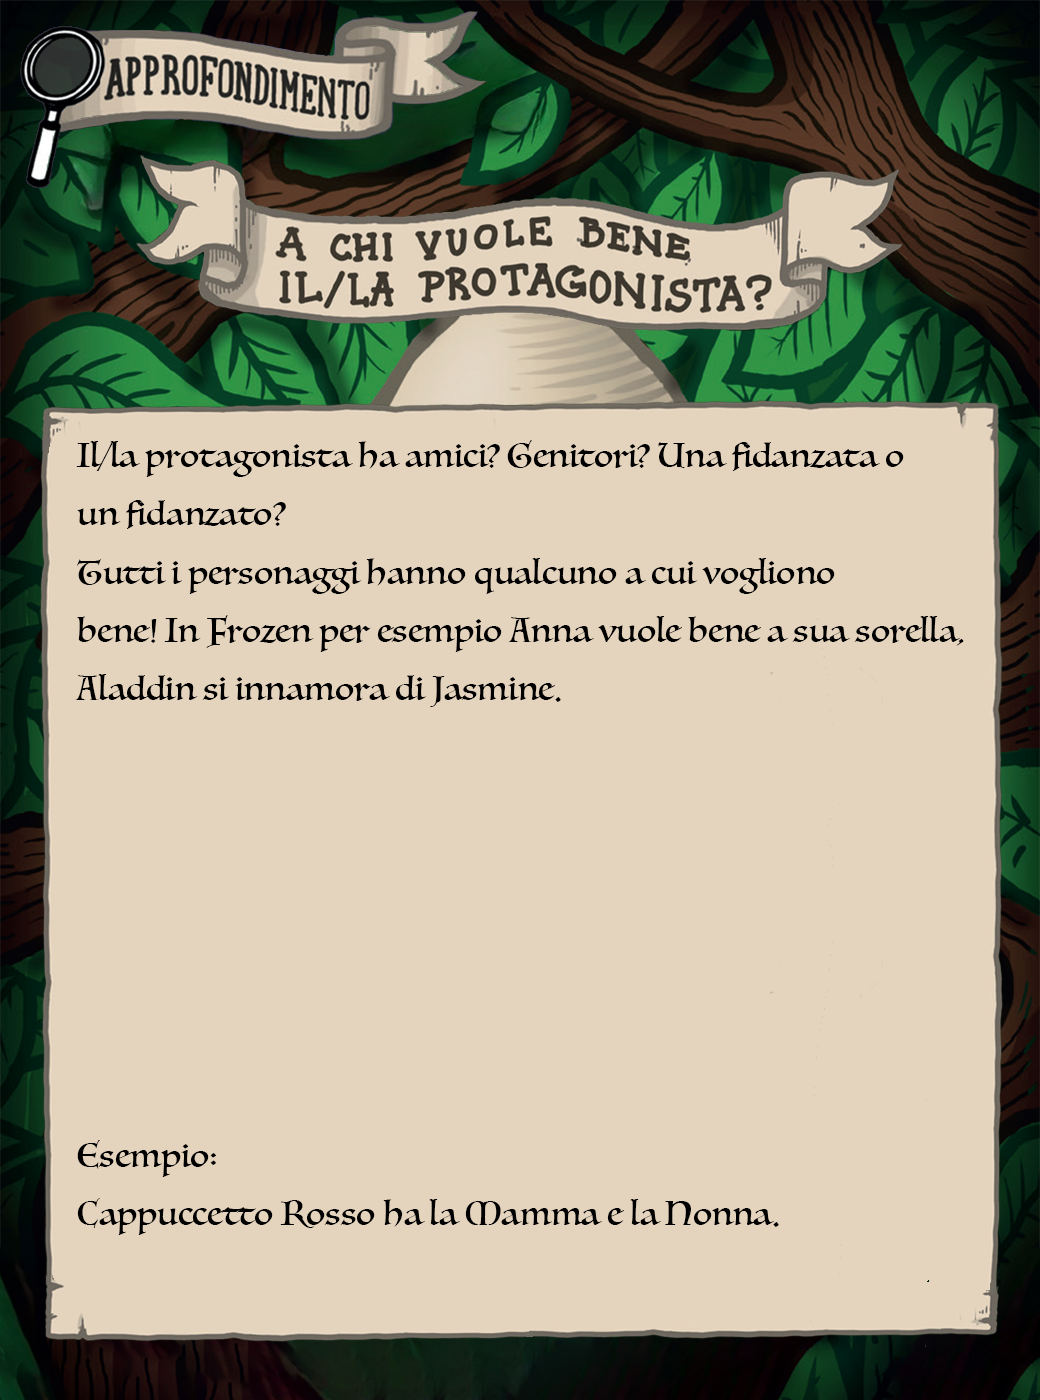 APPROFONDIMENTO
A CHI VUOLE BENE
IL/LA PROTAGONISTA?
Il/la protagonista ha amici? Genitori? Una fidanzata o
un fidanzato?
Tutti i personaggi hanno qualcuno a cui vogliono
bene! In Frozen per esempio Anna vuole bene a sua sorella,
Aladdin si innamora di Jasmine.
Esempio:
Cappuccetto Rosso ha la Mamma e la Nonna.